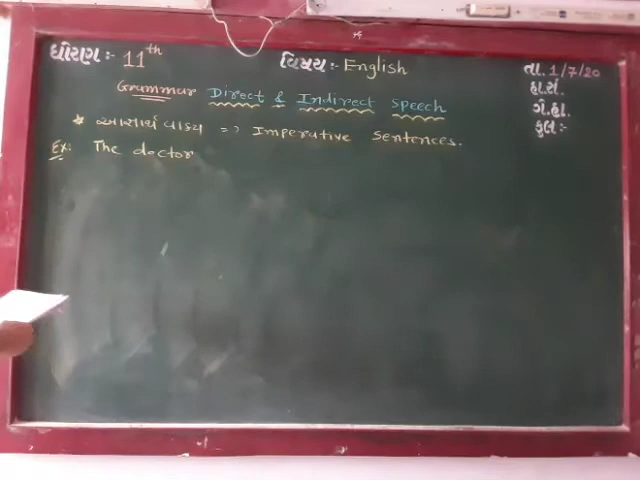 ધોરણ:- 11th વિષય:- English તા. 1/7/20
હા.સં.
ગે.હા.
કુલ:-
Grammar Direct & Indirect Speech
* આજ્ઞાર્થ વાક્ય => Imperative Sentences.
Ex: The doctor